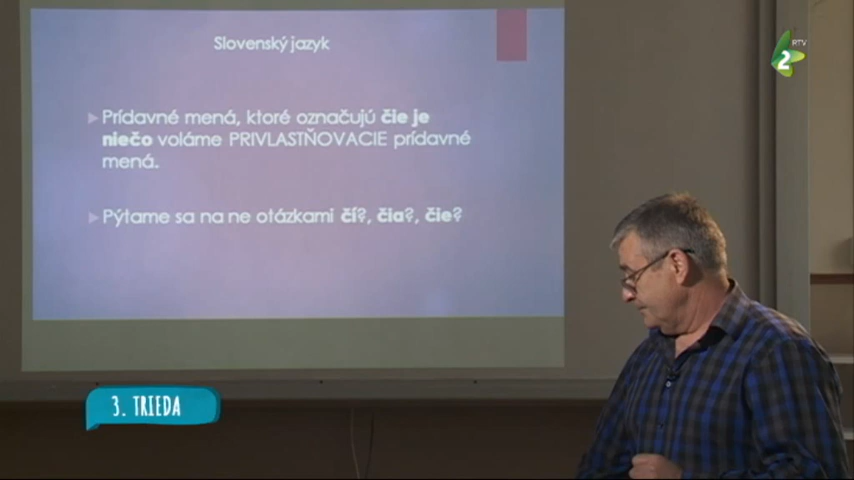 Slovenský jazyk
Prídavné mená, ktoré označujú čie je
niečo voláme PRIVLASTŇOVACIE prídavné
mená.
Pýtame sa na ne otázkami čí?, čia?, čie?
RTV
2
3. TRIEDA